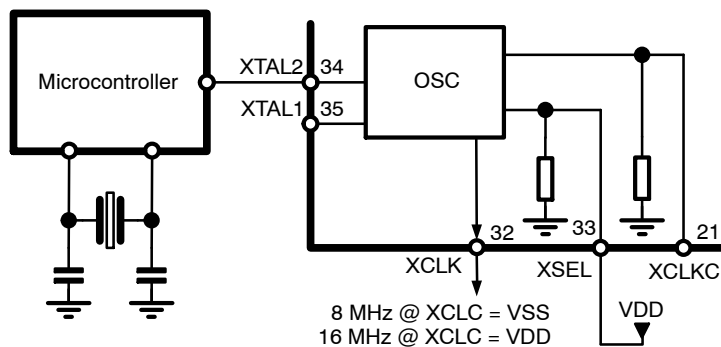 Microcontroller
XTAL2 34
XTAL1 35
OSC
32
33
21
XCLK
XSEL
XCLKC
8 MHz @ XCLC = VSS
16 MHz @ XCLC = VDD
VDD